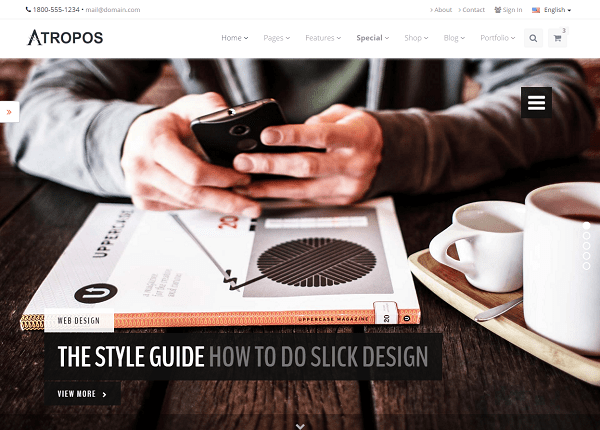 1800-555-1234 • mail@domain.com
About Contact Sign In English
ATROPOS
Home Pages Features Special Shop Blog Portfolio
3
UPPERCASE
20
U
UPPERCASE MAGAZINE
20
WEB DESIGN
THE STYLE GUIDE HOW TO DO SLICK DESIGN
VIEW MORE